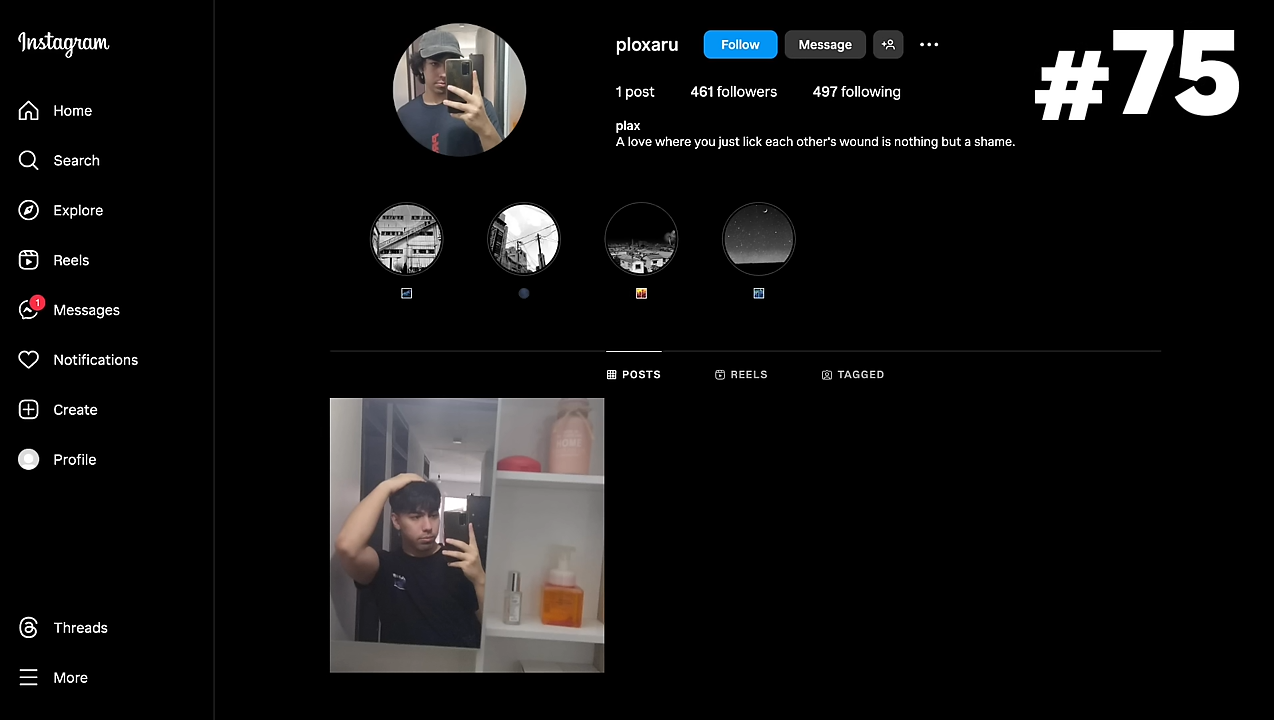 Instagram
Home
Search
Explore
Reels
1
Messages
Notifications
Create
Profile
Threads
More
ploxaru
Follow
Message
1 post
461 followers
497 following
plax
A love where you just lick each other's wound is nothing but a shame.
#75
POSTS
REELS
TAGGED
HOME